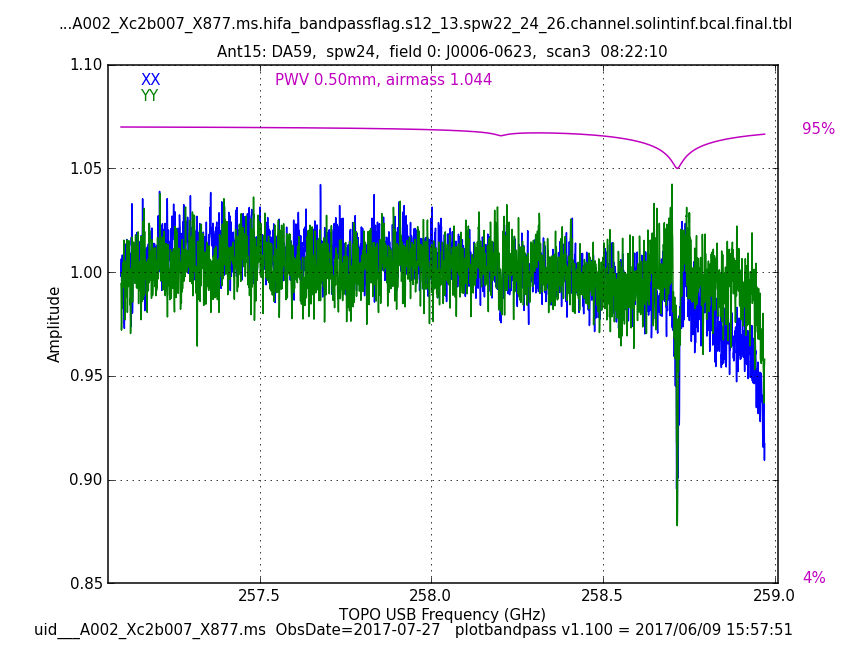 ...A002_Xc2b007_X877.ms.hifa_bandpassflag.s12_13.spw22_24_26.channel.solintinf.bcal.final.tbl
Ant15: DA59, spw24, field 0: J0006-0623, scan3 08:22:10
1.10
XX
PWV 0.50mm, airmass 1.044
YY
95%
1.05
1.00
Amplitude
0.95
0.90
4%
0.85
257.5 258.0 258.5 259.0
TOPO USB Frequency (GHz)
uid___A002_Xc2b007_X877.ms ObsDate=2017-07-27 plotbandpass v1.100 = 2017/06/09 15:57:51